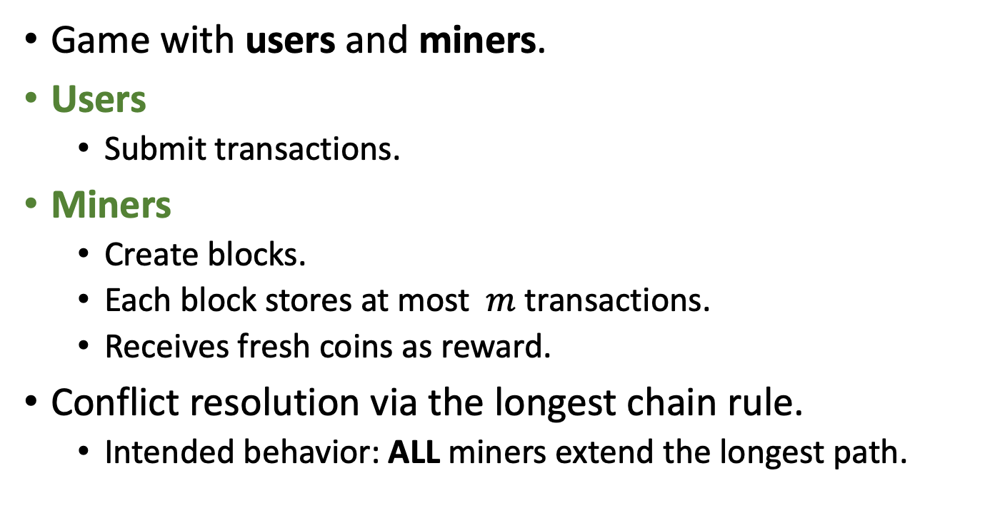 • Game with users and miners.
• Users
• Submit transactions.
• Miners
• Create blocks.
• Each block stores at most m transactions.
• Receives fresh coins as reward.
• Conflict resolution via the longest chain rule.
• Intended behavior: ALL miners extend the longest path.